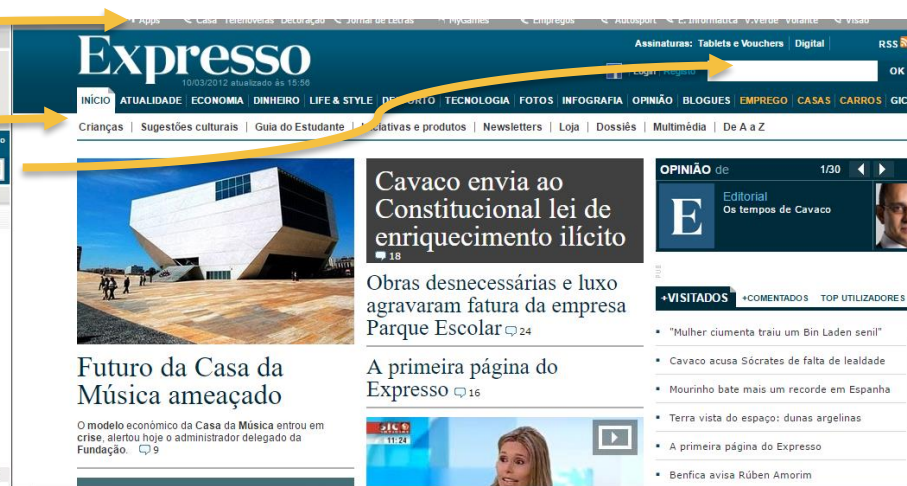 Apps Casa Telenovelas Decoração Jornal de Letras MyGames Empregos Autosport E. Informática V.Verde Volante Visão
Assinaturas: Tablets e Vouchers | Digital RSS
Expresso
10/03/2012 atualizado às 15:56
Login Registo OK
INÍCIO ATUALIDADE | ECONOMIA | DINHEIRO | LIFE & STYLE | DESPORTO | TECNOLOGIA | FOTOS | INFOGRAFIA | OPINIÃO | BLOGUES | EMPREGO | CASAS | CARROS | GIC
Crianças | Sugestões culturais | Guia do Estudante | Iniciativas e produtos | Newsletters | Loja | Dossiês | Multimédia | De A a Z
Futuro da Casa da
Música ameaçado
O modelo económico da Casa da Música entrou em
crise, alertou hoje o administrador delegado da
Fundação. 9
Cavaco envia ao
Constitucional lei de
enriquecimento ilícito
18
Obras desnecessárias e luxo
agravaram fatura da empresa
Parque Escolar 24
A primeira página do
Expresso 16
SIC
11:24
OPINIÃO de 1/30
E
Editorial
Os tempos de Cavaco
PUB
+VISITADOS +COMENTADOS TOP UTILIZADORES
"Mulher ciumenta traiu um Bin Laden senil"
Cavaco acusa Sócrates de falta de lealdade
Mourinho bate mais um recorde em Espanha
Terra vista do espaço: dunas argelinas
A primeira página do Expresso
Benfica avisa Rúben Amorim